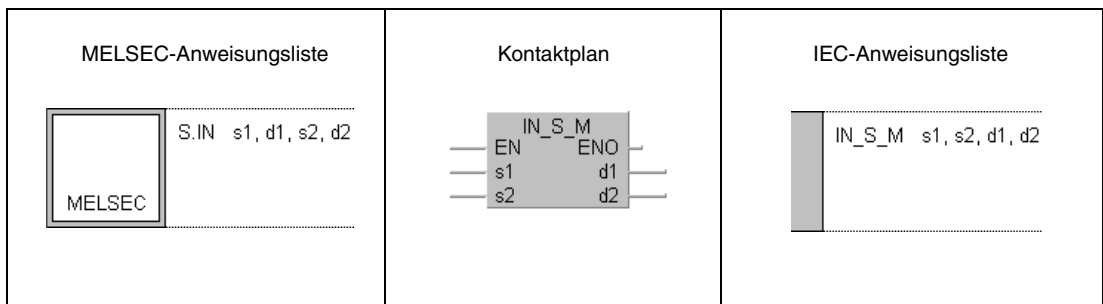 MELSEC-Anweisungsliste
MELSEC
S.IN s1, d1, s2, d2
Kontaktplan
IN_S_M
EN ENO
s1 d1
s2 d2
IEC-Anweisungsliste
IN_S_M s1, s2, d1, d2